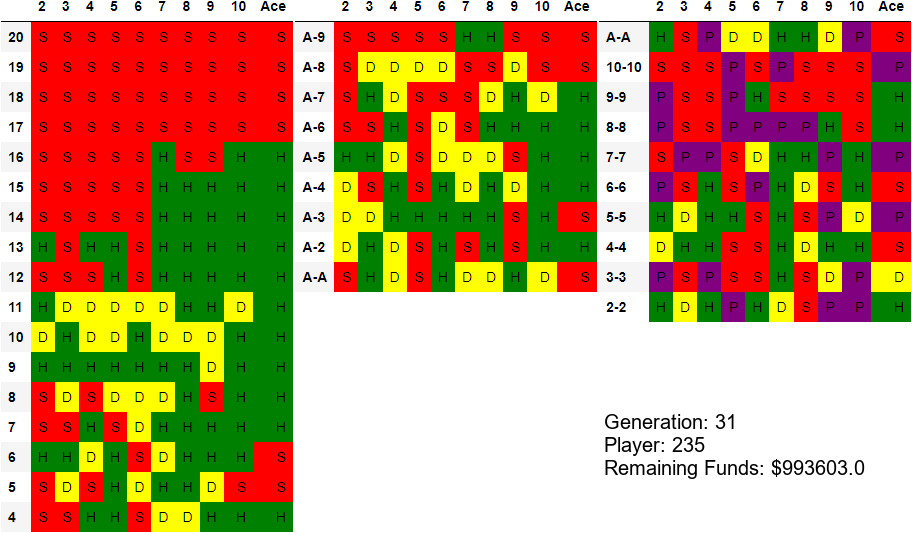 2 3 4 5 6 7 8 9 10 Ace
20 S S S S S S S S S S
19 S S S S S S S S S S
18 S S S S S S S S S S
17 S S S S S S S S S S
16 S S S S S H S S H H
15 S S S S S H H H H H
14 S S S S S H H H H H
13 H S H H S H H H H H
12 S S S H S H H H H H
11 H D D D D D H H D H
10 D H D D H D D D H H
9 H H H H H H H D H H
8 S D S D D D H S H H
7 S S H S D H H H H H
6 H H D H S D H H H S
5 S D S H D H H D S S
4 S S H H S D D H H H
2 3 4 5 6 7 8 9 10 Ace
A-9 S S S S S H H S S S
A-8 S D D D D S S D S S
A-7 S H D S S S D H D H
A-6 S S H S D S H H H H
A-5 H H D S D D D S H H
A-4 D S H S H D H D H H
A-3 D D H H H H H S H S
A-2 D H D S H S H S H H
A-A S H D S H D D H D S
2 3 4 5 6 7 8 9 10 Ace
A-A H S P D D H H D P S
10-10 S S S P S P S S S P
9-9 P S S P H S S S S H
8-8 P S S P P P P H S H
7-7 S P P S D H H P H P
6-6 P S H S P H D S H S
5-5 H D H H S H S P D P
4-4 D H H S S H D H H S
3-3 P S P S S H S D P D
2-2 H D H P H D S P P H
Generation: 31
Player: 235
Remaining Funds: $993603.0